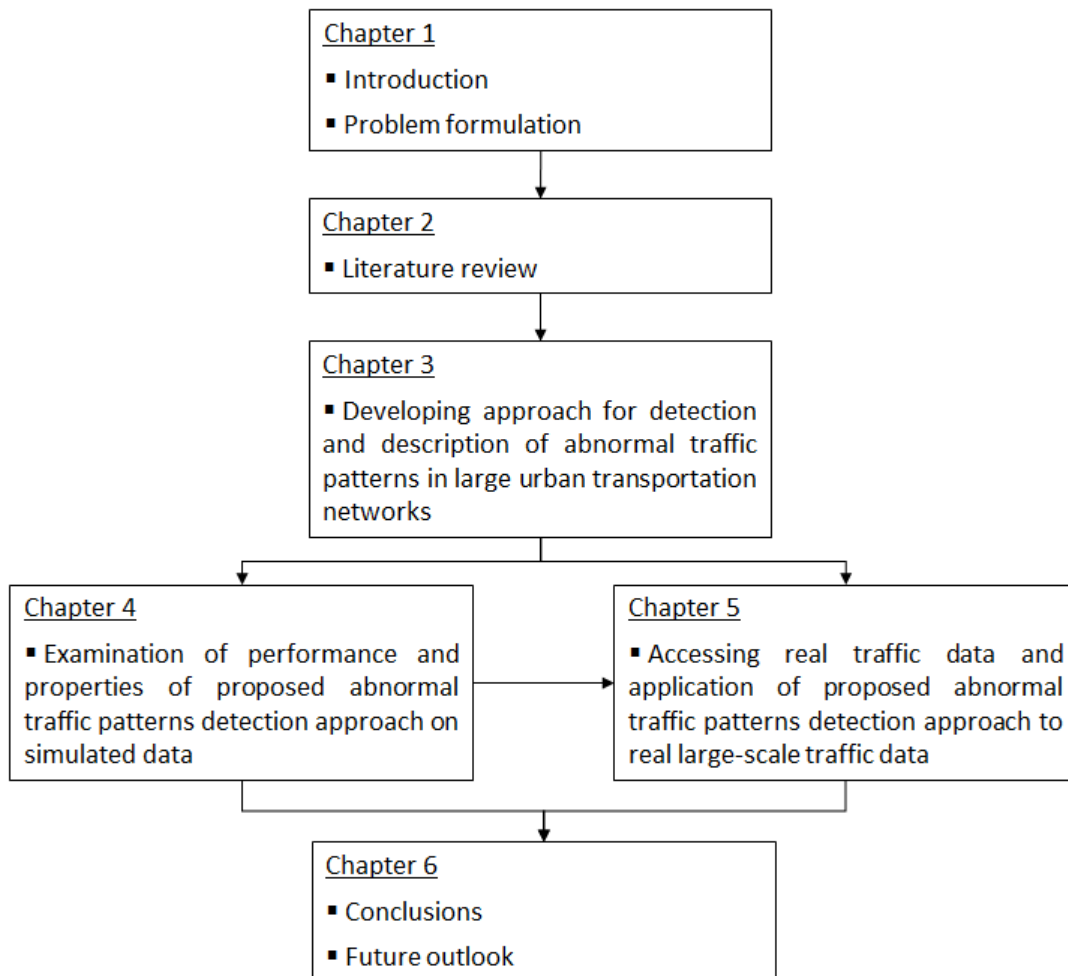 Chapter 1
▪ Introduction
▪ Problem formulation
Chapter 2
▪ Literature review
Chapter 3
▪ Developing approach for detection
and description of abnormal traffic
patterns in large urban transportation
networks
Chapter 4
▪ Examination of performance and
properties of proposed abnormal
traffic patterns detection approach on
simulated data
Chapter 5
▪ Accessing real traffic data and
application of proposed abnormal
traffic patterns detection approach to
real large-scale traffic data
Chapter 6
▪ Conclusions
▪ Future outlook